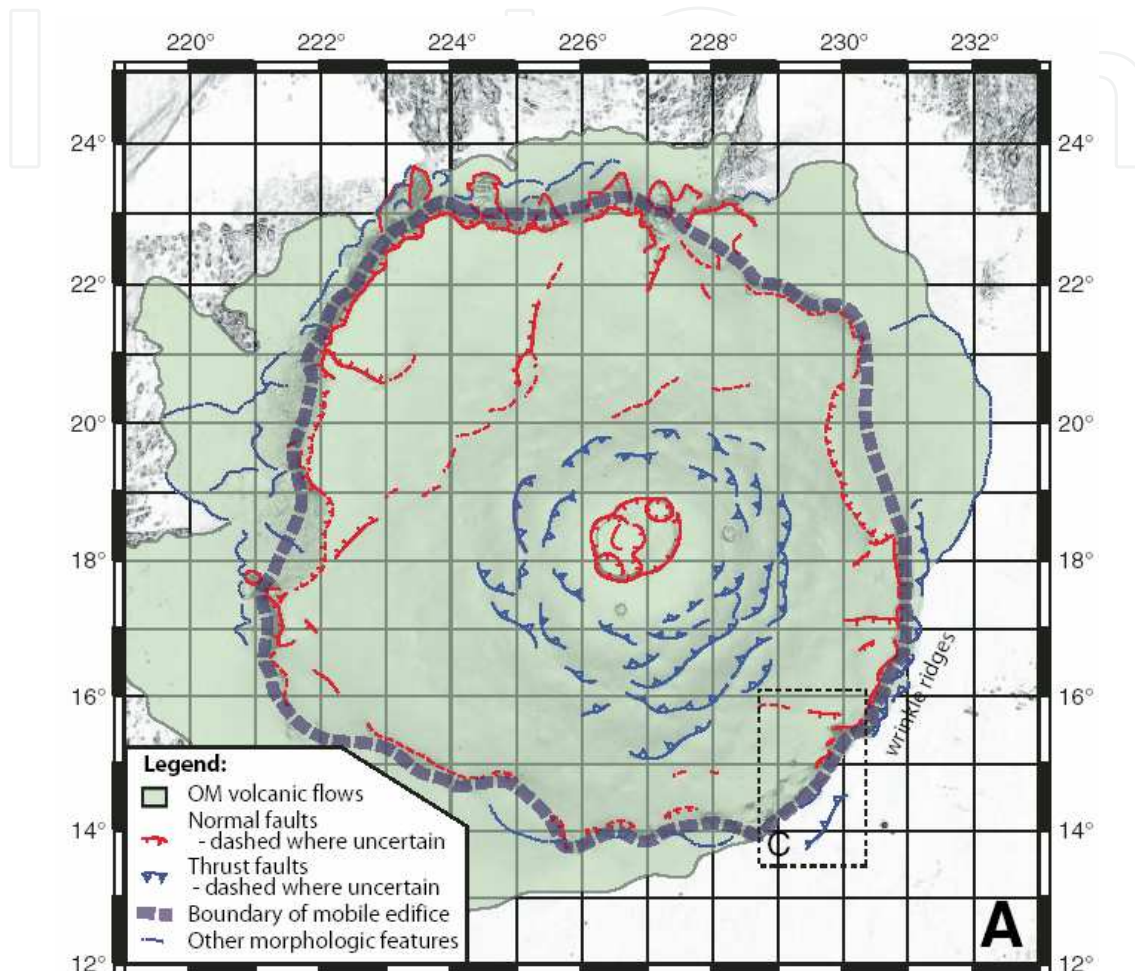 220° 222° 224° 226° 228° 230° 232°
24° 24°
22° 22°
20° 20°
18° 18°
16° 16°
wrinkle ridges
Legend:
OM volcanic flows
Normal faults
- dashed where uncertain
Thrust faults
- dashed where uncertain
Boundary of mobile edifice
Other morphologic features
14° 14°
C
A
12° 12°